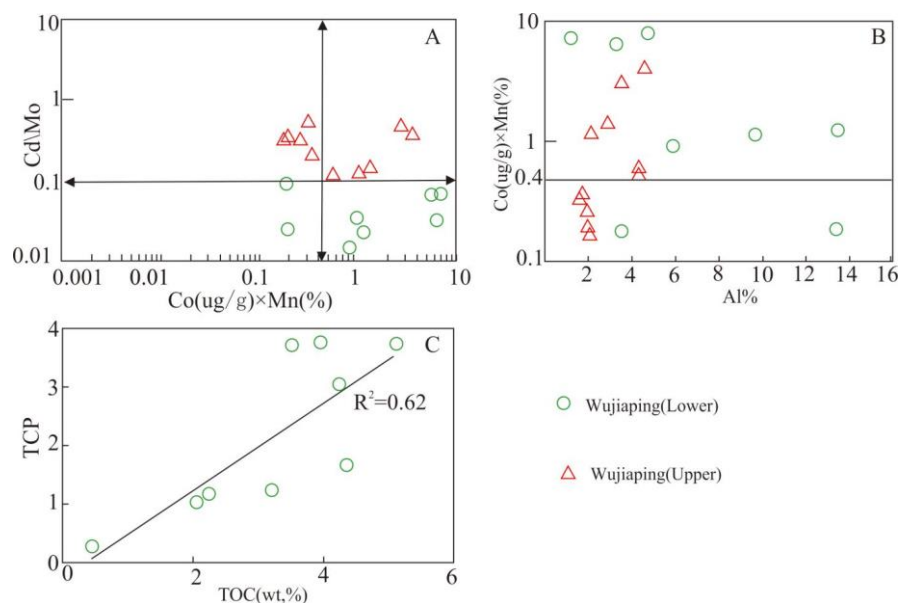 10
A
1
Cd\Mo
0.1
0.01
0.001
0.01
0.1
1
10
Co(ug/g)×Mn(%)
10
B
Co(ug/g)×Mn(%)
1
0.4
0.1
2
4
6
8
10
12
14
16
Al%
4
C
3
R²=0.62
TCP
2
1
0
0
2
4
6
TOC(wt,%)
Wujiaping(Lower)
Wujiaping(Upper)